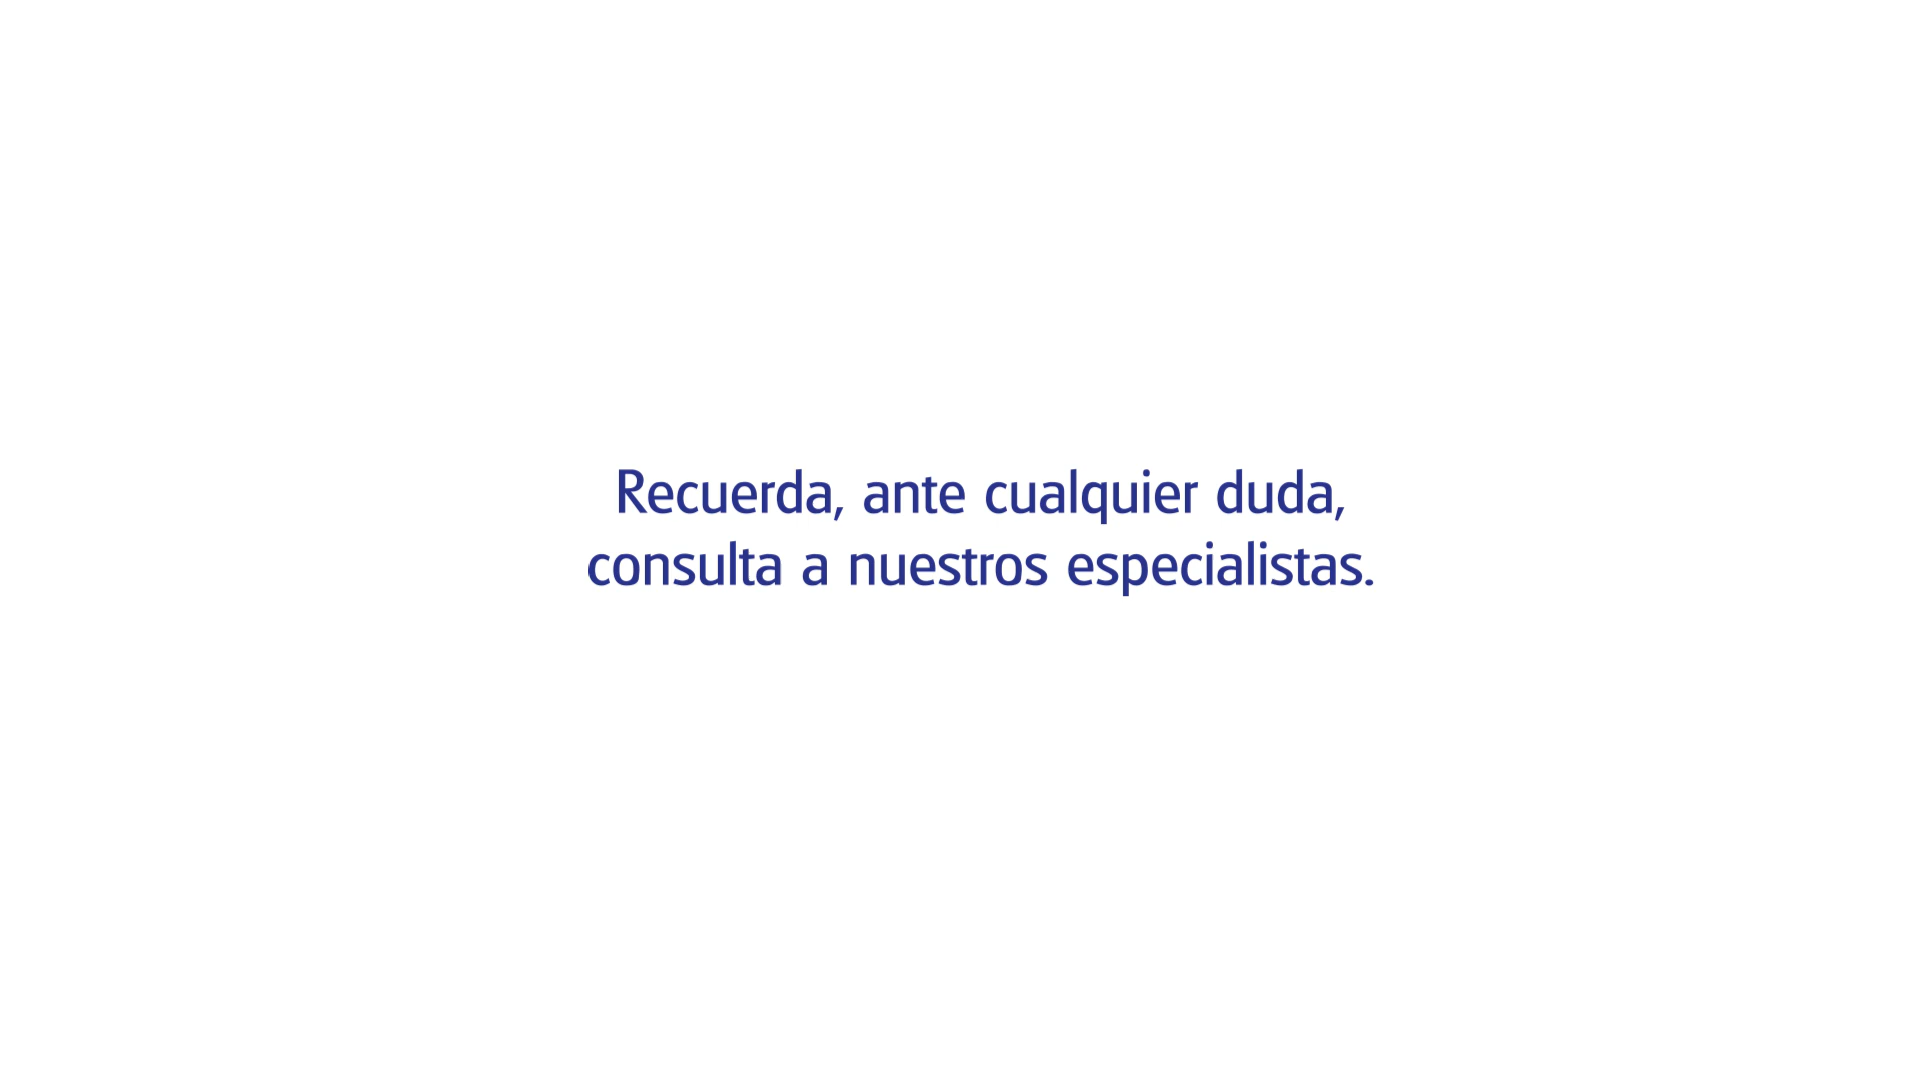 Recuerda, ante cualquier duda,
consulta a nuestros especialistas.